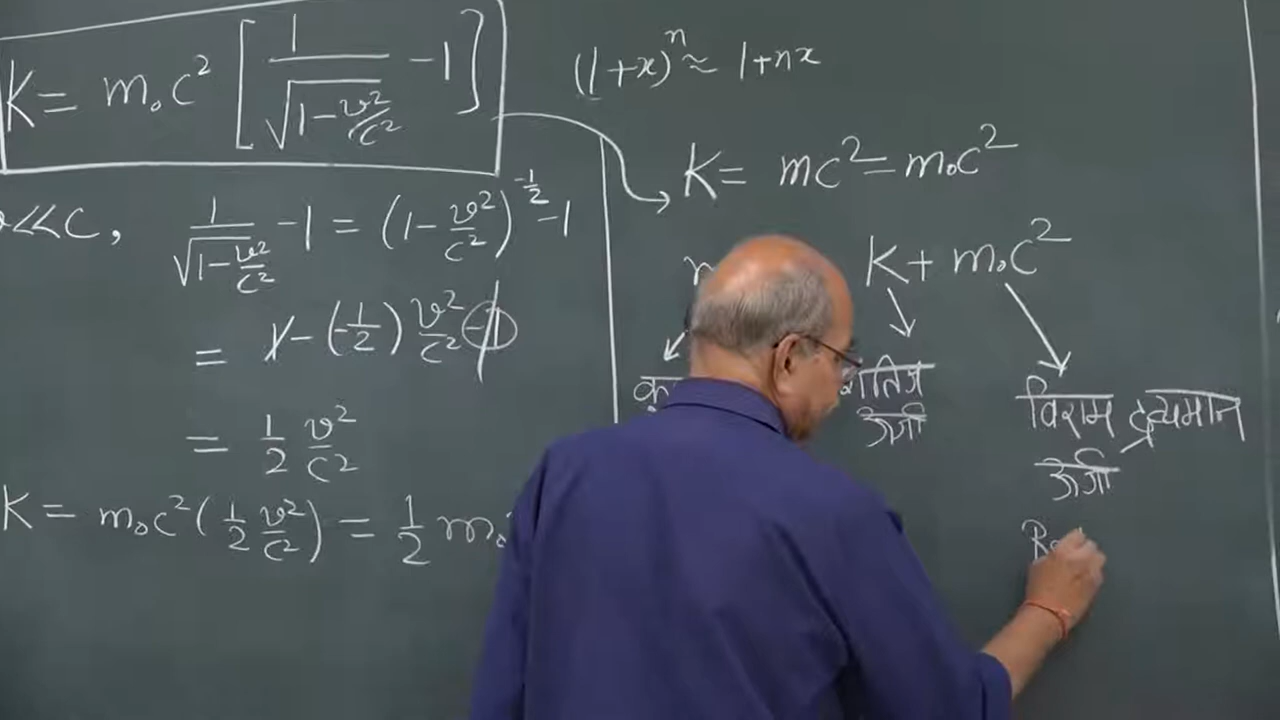 K = m₀c² [ 1/√(1 - v²/c²) - 1 ]
<<c, 1/√(1 - v²/c²) - 1 = (1 - v²/c²)^(-1/2) - 1
= 1 - (-1/2) v²/c² - 1
= 1/2 v²/c²
K = m₀c² (1/2 v²/c²) = 1/2 m₀
(1+x)ⁿ ≈ 1+nx
K = mc² - m₀c²
K + m₀c²
गतिज
ऊर्जा
विराम द्रव्यमान
ऊर्जा